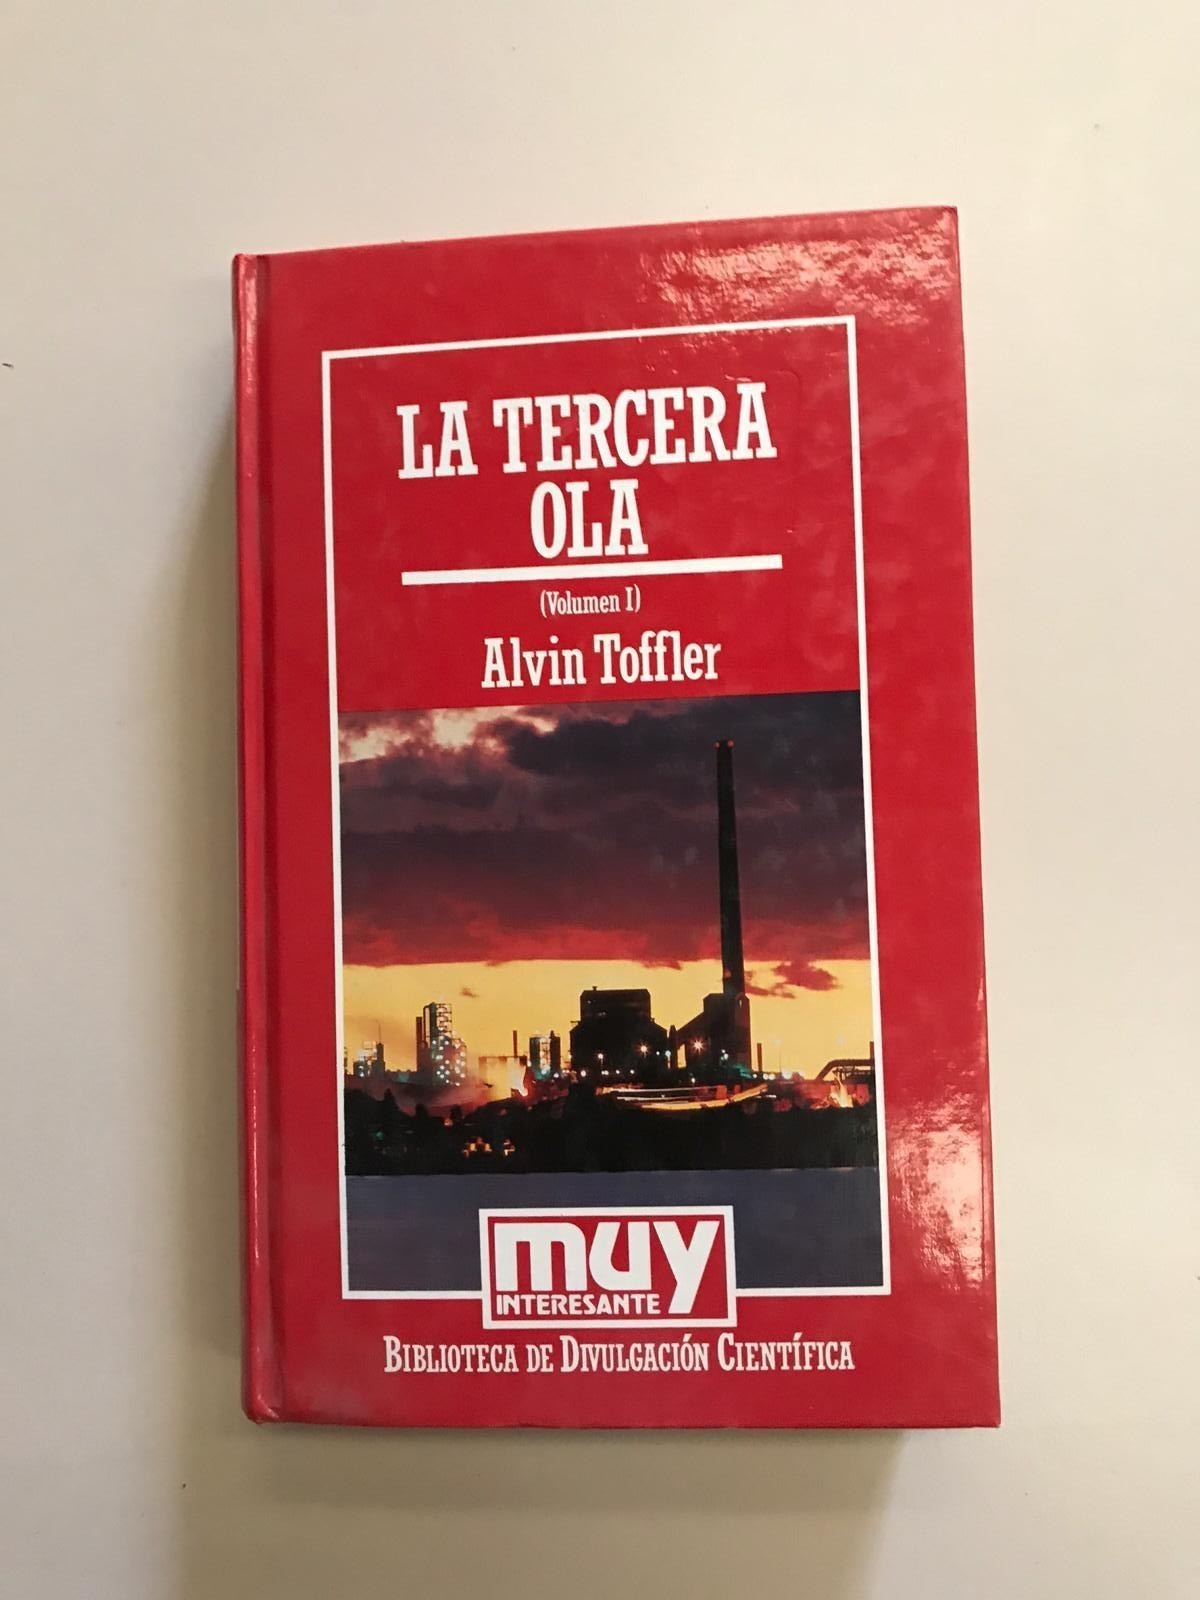 LA TERCERA
OLA
(Volumen I)
Alvin Toffler
muy
INTERESANTE
BIBLIOTECA DE DIVULGACIÓN CIENTÍFICA